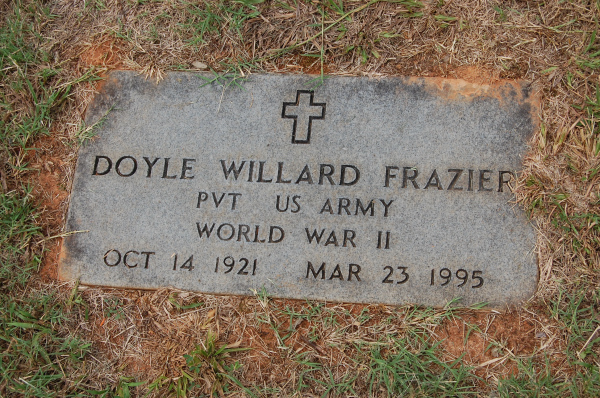 DOYLE WILLARD FRAZIER
PVT US ARMY
WORLD WAR II
OCT 14 1921 MAR 23 1995